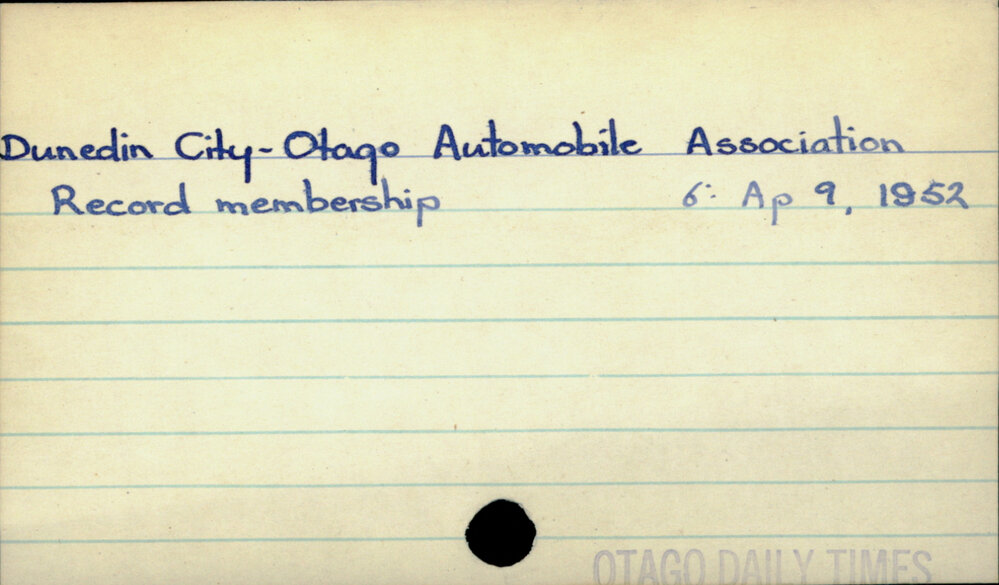 Dunedin City-Otago Automobile Association
Record membership 6: Ap 9, 1952
OTAGO DAILY TIMES